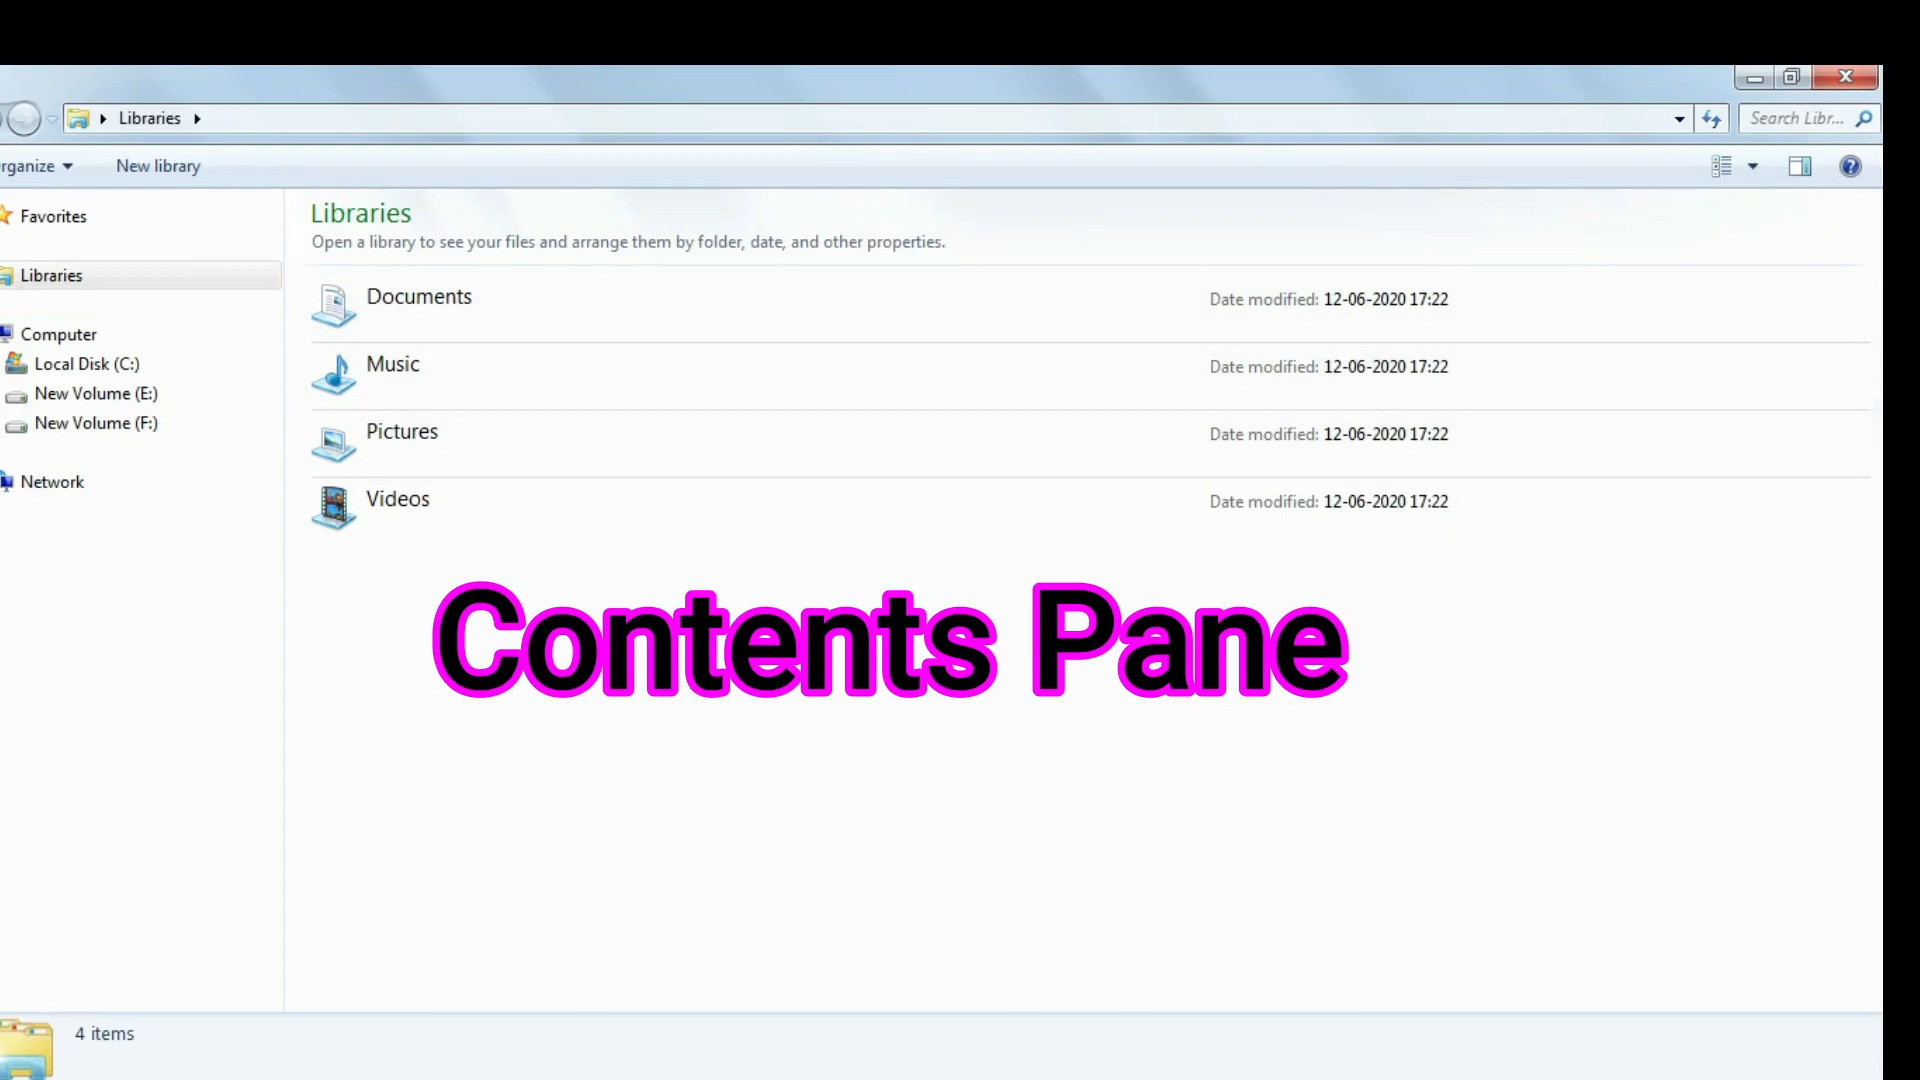 Libraries
Search Libr...
rganize
New library
Favorites
Libraries
Computer
Local Disk (C:)
New Volume (E:)
New Volume (F:)
Network
Libraries
Open a library to see your files and arrange them by folder, date, and other properties.
Documents Date modified: 12-06-2020 17:22
Music Date modified: 12-06-2020 17:22
Pictures Date modified: 12-06-2020 17:22
Videos Date modified: 12-06-2020 17:22
Contents Pane
4 items